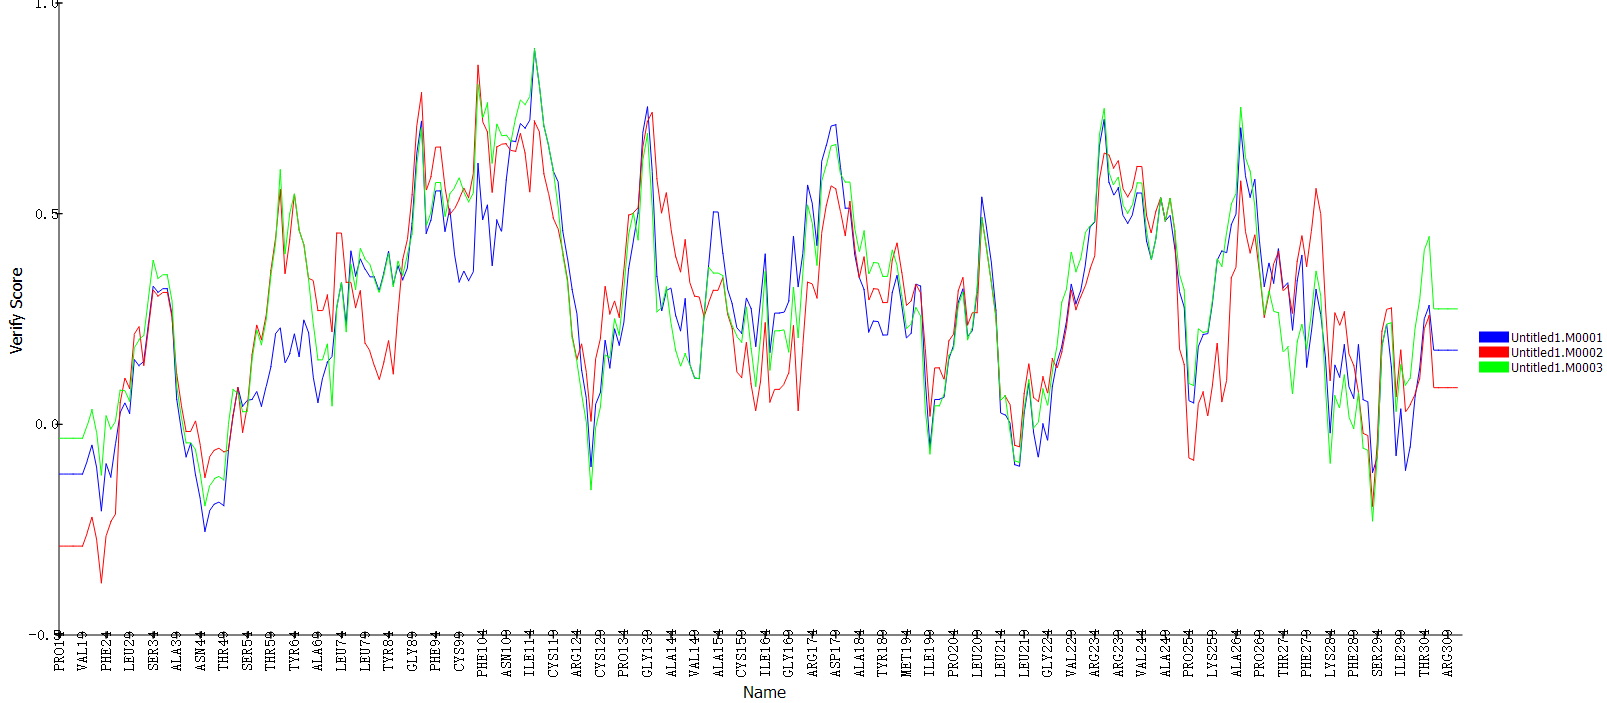 1.0
0.5
0.0
Verify Score
VAL19
PHE24
LEU29
SER34
ALA39
ASN44
THR49
SER54
THR59
TYR64
ALA69
LEU74
LEU79
TYR84
GLY89
PHE94
CYS99
PHE104
ASN109
ILE114
CYS119
ARG124
CYS129
PRO134
GLY139
ALA144
VAL149
ALA154
CYS159
ILE164
GLY169
ARG174
ASP179
ALA184
TYR189
MET194
ILE199
PRO204
LEU209
LEU214
LEU219
GLY224
VAL229
ARG234
ARG239
VAL244
ALA249
PRO254
LYS259
ALA264
PRO269
THR274
PHE279
LYS284
PHE289
SER294
ILE299
THR304
ARG309
Name
Untitled1.M0001
Untitled1.M0002
Untitled1.M0003